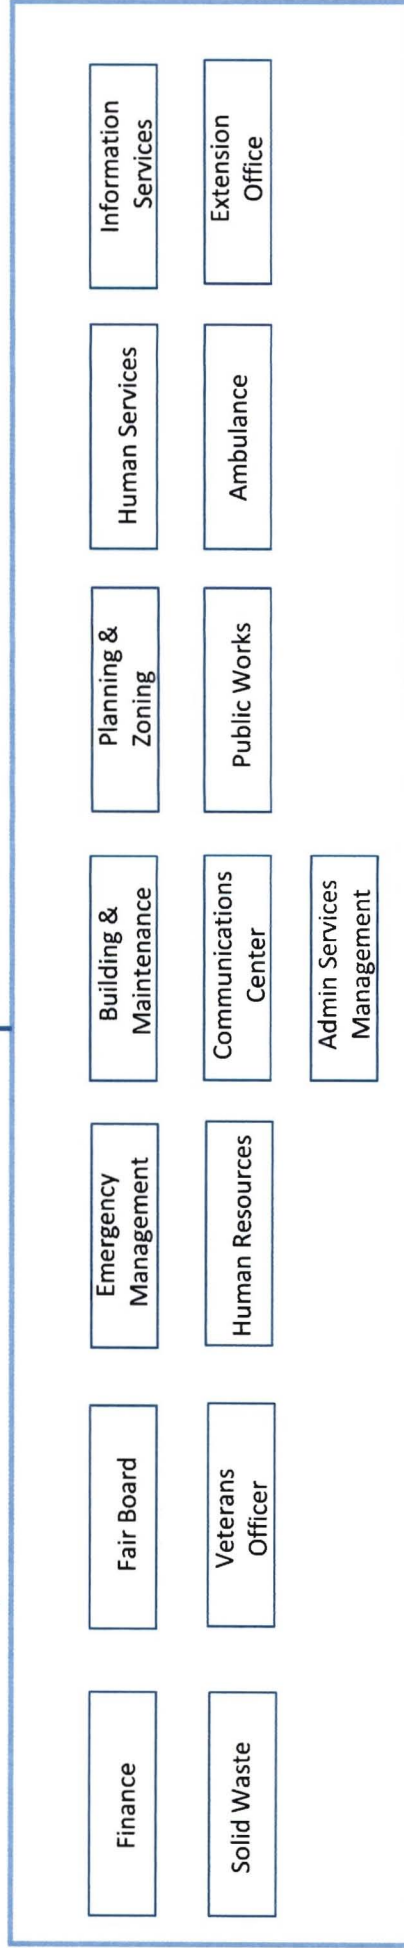 Finance
Fair Board
Emergency
Management
Building &
Maintenance
Planning &
Zoning
Human Services
Information
Services
Solid Waste
Veterans
Officer
Human Resources
Communications
Center
Public Works
Ambulance
Extension
Office
Admin Services
Management